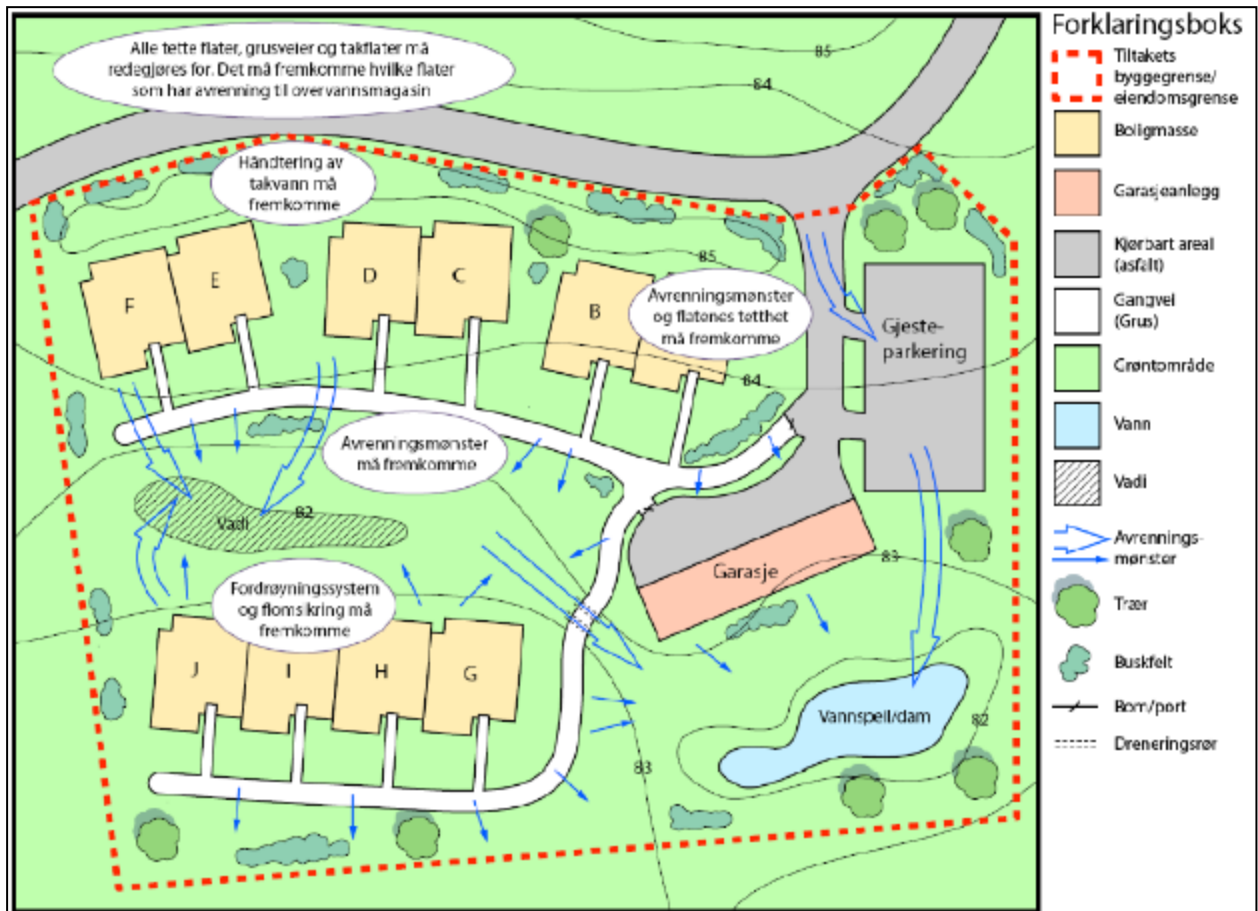 Alle tette flater, grusveier og takflater må
redegjøres for. Det må fremkomme hvilke flater
som har avrenning til overvannsmagasin
85
84
Håndtering av
takvann må
fremkomme
85
F
E
D
C
B
Avrenningsmønster
og flatenes tetthet
må fremkomme
84
Gjeste-
parkering
Avrenningsmønster
må fremkomme
Vadi
82
Garasje
83
Fordrøyningssystem
og flomsikring må
fremkomme
J
I
H
G
Vannspeil/dam
82
83
Forklaringsboks
Tiltakets
byggegrense/
eiendomsgrense
Boligmasse
Garasjeanlegg
Kjørbart areal
(asfalt)
Gangvei
(Grus)
Grøntområde
Vann
Vadi
Avrennings-
mønster
Trær
Buskfelt
Bom/port
Dreneringsrør